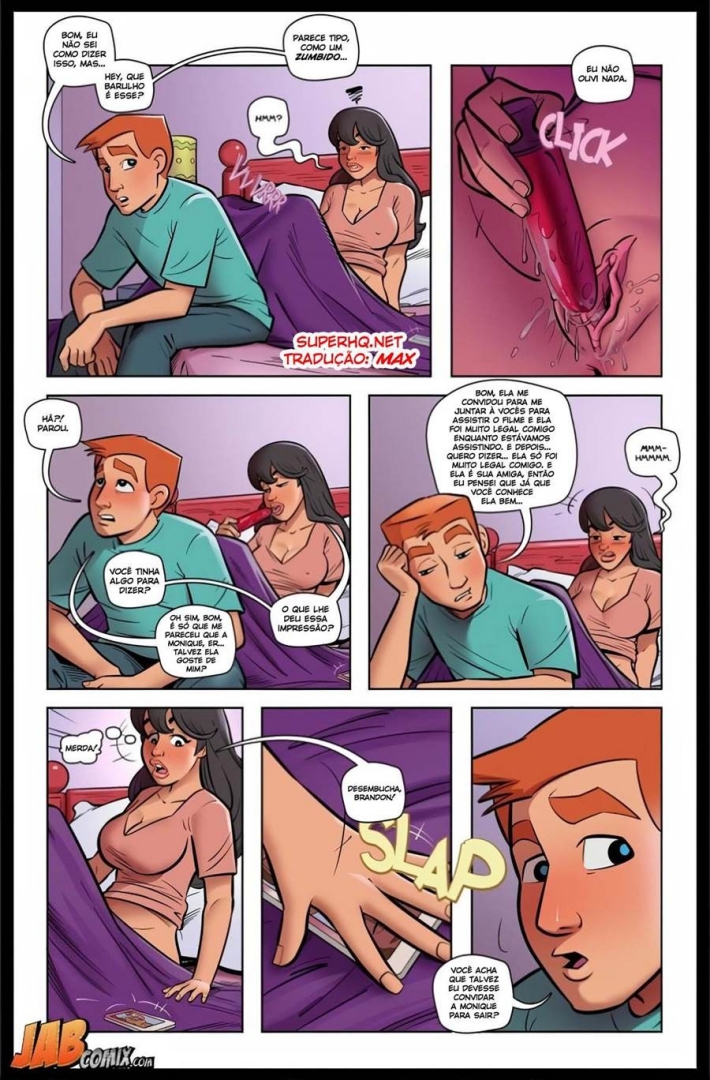 BOM, EU
NÃO SEI
COMO DIZER
ISSO, MAS...
HEY, QUE
BARULHO
É ESSE?
PARECE TIPO,
COMO UM
ZUMBIDO...
HMM?
VVVRRRR
SUPERHQ.NET
TRADUÇÃO: MAX
EU NÃO
OUVI NADA.
CLICK
HÃ?!
PAROU.
VOCÊ TINHA
ALGO PARA
DIZER?
OH SIM, BOM,
É SÓ QUE ME
PARECEU QUE A
MONIQUE, ER...
TALVEZ ELA
GOSTE DE
MIM?
O QUE LHE
DEU ESSA
IMPRESSÃO?
BOM, ELA ME
CONVIDOU PARA ME
JUNTAR À VOCÊS PARA
ASSISTIR O FILME E ELA
FOI MUITO LEGAL COMIGO
ENQUANTO ESTÁVAMOS
ASSISTINDO. E DEPOIS...
QUERO DIZER... ELA SÓ FOI
MUITO LEGAL COMIGO. E
ELA É SUA AMIGA, ENTÃO
EU PENSEI QUE JÁ QUE
VOCÊ CONHECE
ELA BEM...
MMM-
HMMMM.
MERDA!
DESEMBUCHA,
BRANDON!
SLAP
VOCÊ ACHA
QUE TALVEZ
EU DEVESSE
CONVIDAR
A MONIQUE
PARA SAIR?
JAB COMIX.COM